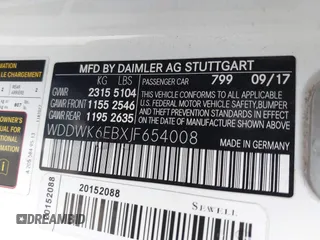 MFD BY DAIMLER AG STUTTGART
KG LBS
PASSENGER CAR 799 09/17
GVWR 2315 5104
GAWR FRONT 1155 2546
GAWR REAR 1195 2635
THIS VEHICLE CONFORMS TO ALL APPLICABLE
U.S. FEDERAL MOTOR VEHICLE SAFETY, BUMPER,
AND THEFT PREVENTION STANDARDS IN EFFECT
ON THE DATE OF MANUFACTURE SHOWN ABOVE.
WDDWK6EBXJF654008
MADE IN GERMANY
20152088
SEWELL
20152088
DREAMBID